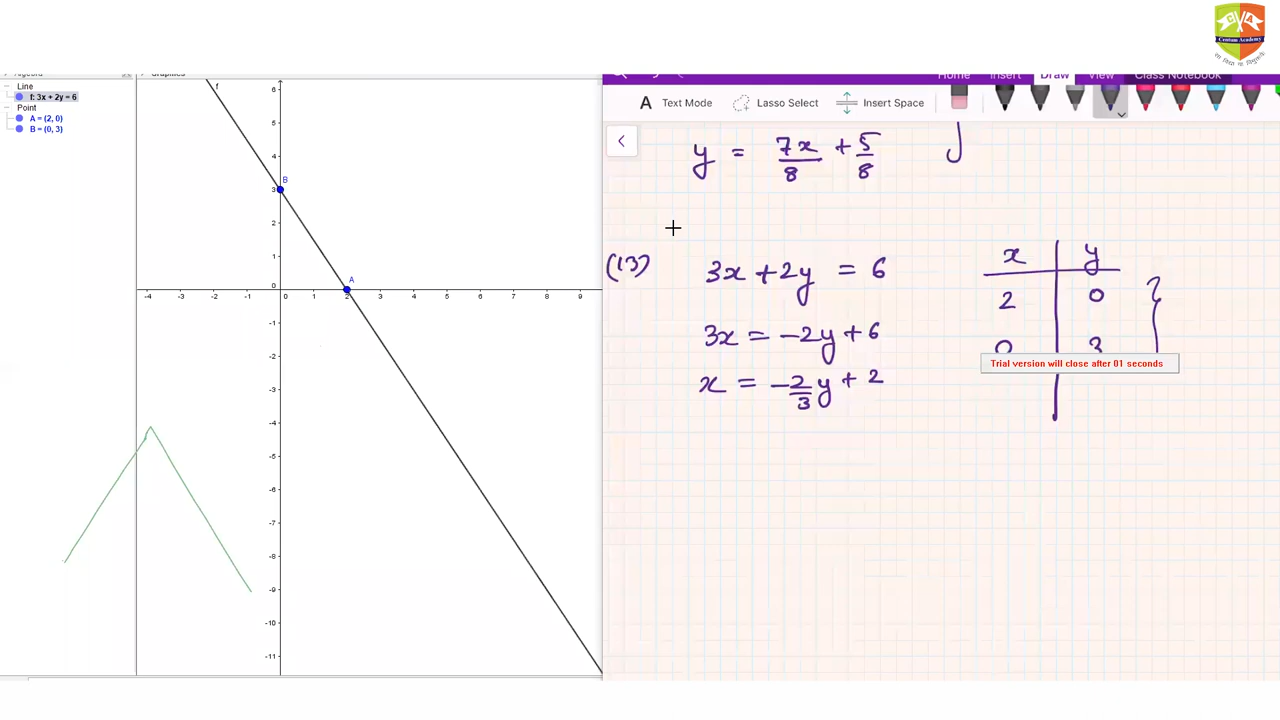 Centum Academy
Home Insert Draw View Class Notebook
A Text Mode Lasso Select Insert Space
Line
f: 3x + 2y = 6
Point
A = (2, 0)
B = (0, 3)
f
6
5
4
3
2
1
0
-1
-2
-3
-4
-5
-6
-7
-8
-9
-10
-11
-4 -3 -2 -1 0 1 2 3 4 5 6 7 8 9
B
A
y = 7x/8 + 5/8
(13) 3x + 2y = 6
3x = -2y + 6
x = -2/3 y + 2
x y
2 0
0 3
Trial version will close after 01 seconds